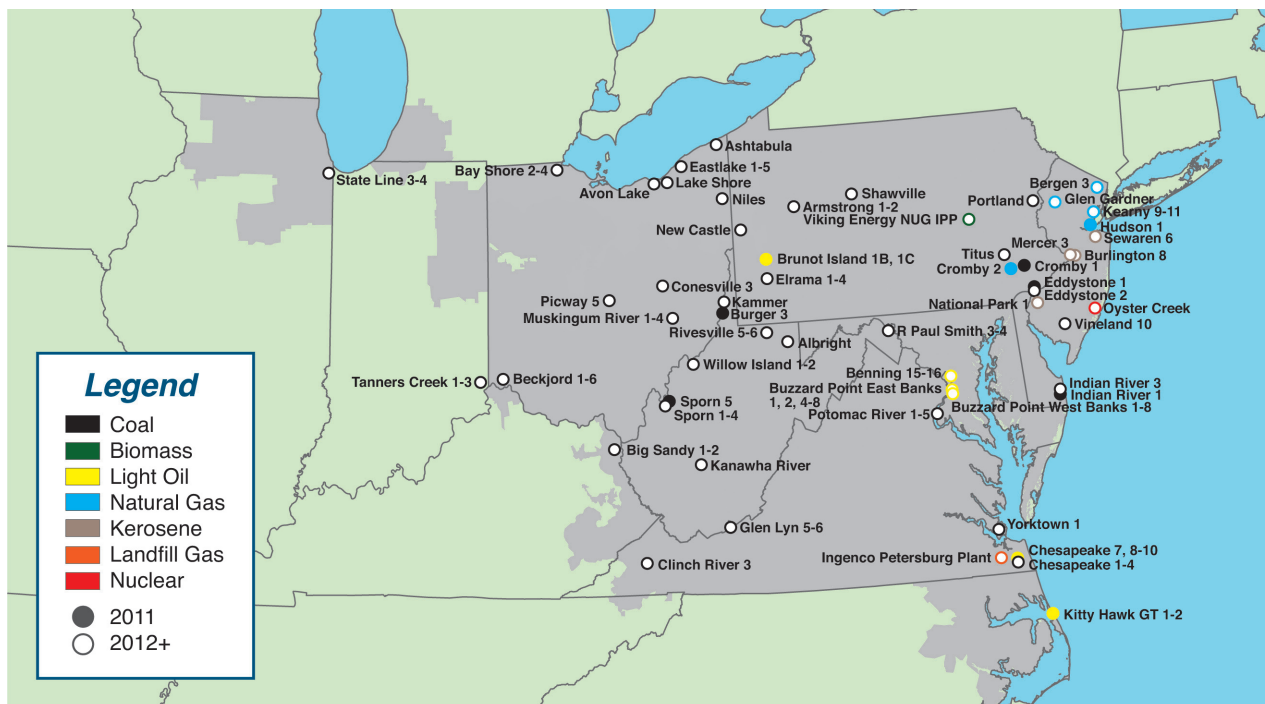 Ashtabula
Eastlake 1-5
Bay Shore 2-4
State Line 3-4
Avon Lake
Lake Shore
Niles
Shawville
Armstrong 1-2
Viking Energy NUG IPP
Portland
Bergen 3
Glen Gardner
Kearny 9-11
Hudson 1
Sewaren 6
New Castle
Mercer 3
Titus
Burlington 8
Brunot Island 1B, 1C
Cromby 2
Cromby 1
Elrama 1-4
Conesville 3
Eddystone 1
Eddystone 2
Picway 5
Kammer
National Park 1
Oyster Creek
Muskingum River 1-4
Burger 3
Vineland 10
Rivesville 5-6
R Paul Smith 3-4
Albright
Willow Island 1-2
Benning 15-16
Tanners Creek 1-3
Beckjord 1-6
Buzzard Point East Banks
1, 2, 4-8
Indian River 3
Indian River 1
Sporn 5
Sporn 1-4
Buzzard Point West Banks 1-8
Potomac River 1-5
Big Sandy 1-2
Kanawha River
Glen Lyn 5-6
Yorktown 1
Clinch River 3
Ingenco Petersburg Plant
Chesapeake 7, 8-10
Chesapeake 1-4
Kitty Hawk GT 1-2
Legend
Coal
Biomass
Light Oil
Natural Gas
Kerosene
Landfill Gas
Nuclear
2011
2012+